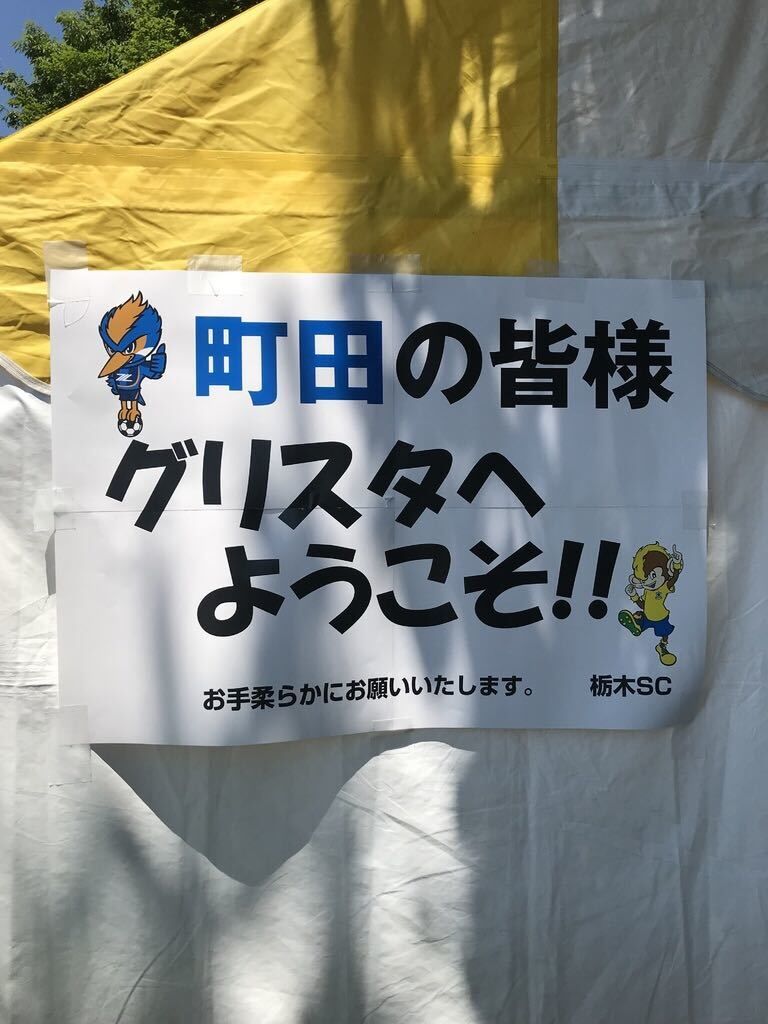 町田の皆様
グリスタへ
ようこそ!!
お手柔らかにお願いいたします。 栃木SC